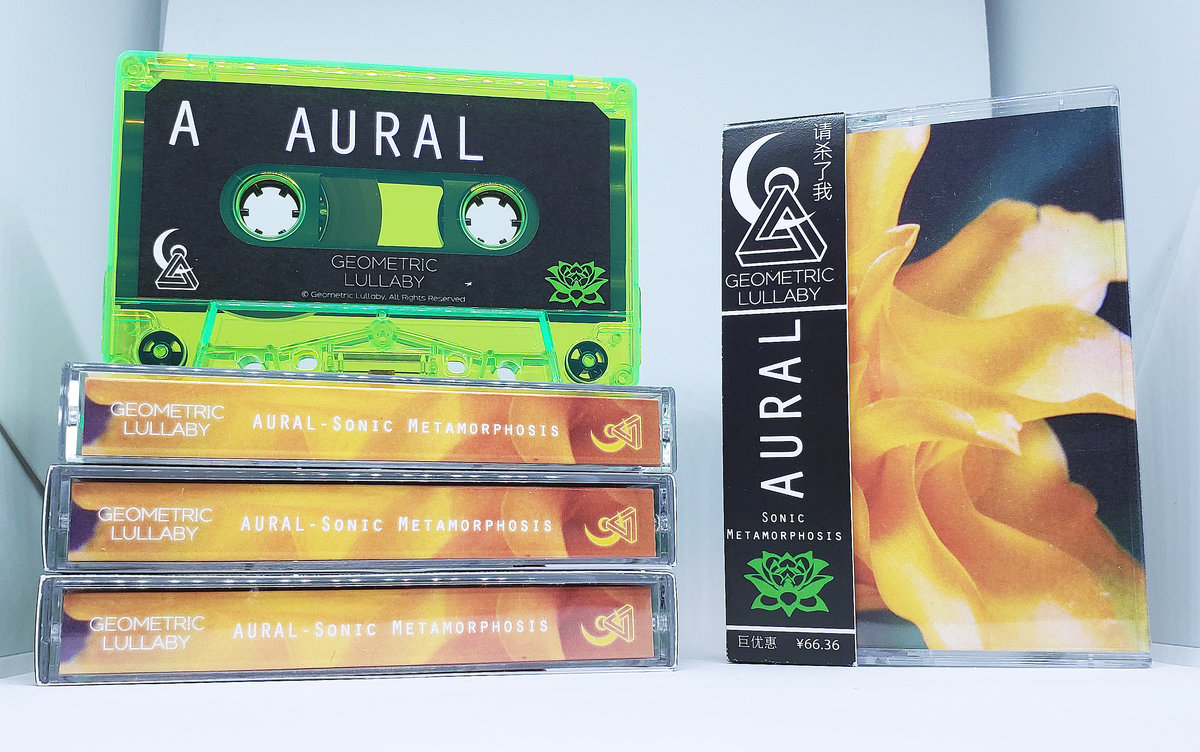 A AURAL
GEOMETRIC
LULLABY
© Geometric Lullaby. All Rights Reserved
GEOMETRIC
LULLABY
AURAL-Sonic Metamorphosis
GEOMETRIC
LULLABY
AURAL-Sonic Metamorphosis
GEOMETRIC
LULLABY
AURAL-Sonic Metamorphosis
请杀了我
GEOMETRIC
LULLABY
AURAL
Sonic
Metamorphosis
巨优惠 ¥66.36